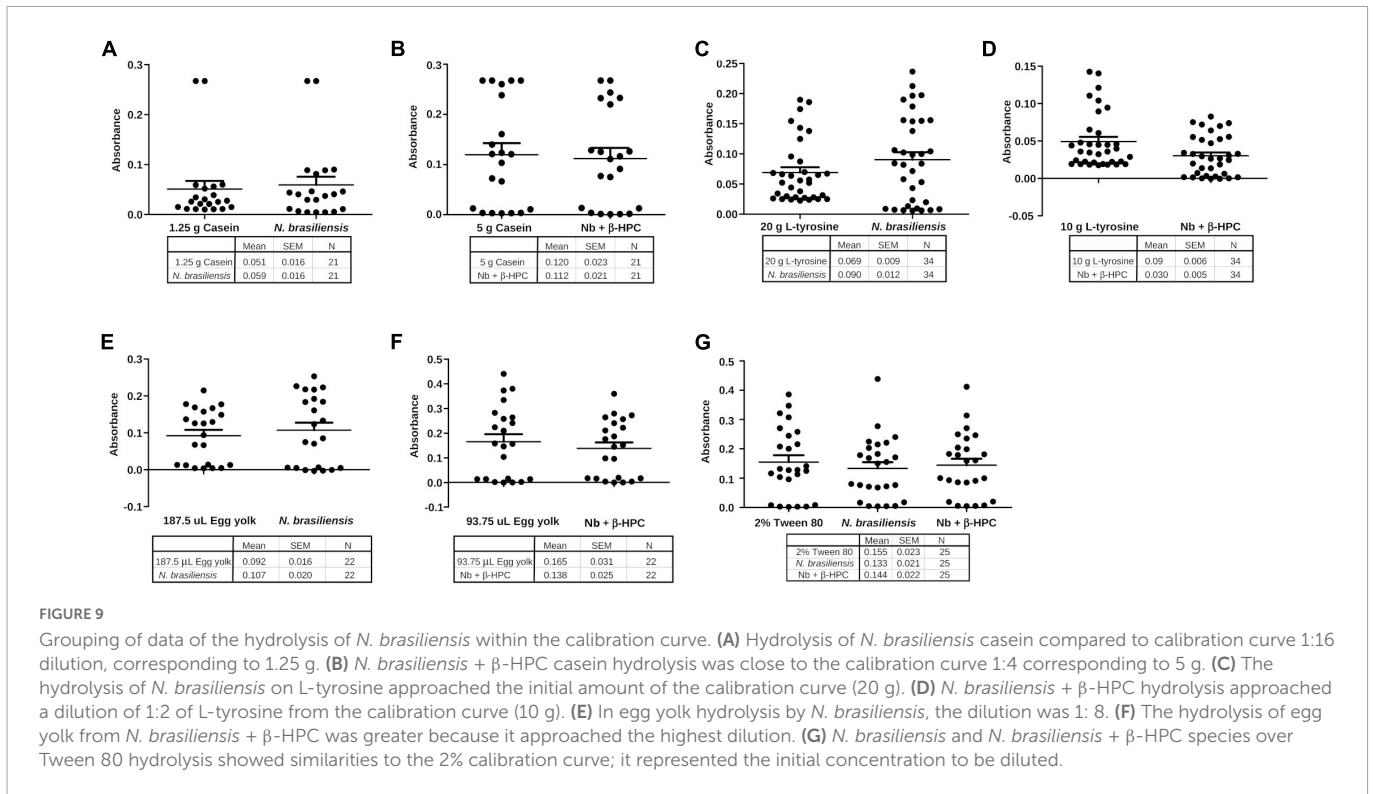 A
0.3
0.2
0.1
0.0
Absorbance
1.25 g Casein N. brasiliensis
Mean SEM N
1.25 g Casein 0.051 0.016 21
N. brasiliensis 0.059 0.016 21
B
0.3
0.2
0.1
0.0
Absorbance
5 g Casein Nb + β-HPC
Mean SEM N
5 g Casein 0.120 0.023 21
Nb + β-HPC 0.112 0.021 21
C
0.25
0.20
0.15
0.10
0.05
0.00
Absorbance
20 g L-tyrosine N. brasiliensis
Mean SEM N
20 g L-tyrosine 0.069 0.009 34
N. brasiliensis 0.090 0.012 34
D
0.15
0.10
0.05
0.00
-0.05
Absorbance
10 g L-tyrosine Nb + β-HPC
Mean SEM N
10 g L-tyrosine 0.09 0.006 34
Nb + β-HPC 0.030 0.005 34
E
0.3
0.2
0.1
0.0
-0.1
Absorbance
187.5 uL Egg yolk N. brasiliensis
Mean SEM N
187.5 µL Egg yolk 0.092 0.016 22
N. brasiliensis 0.107 0.020 22
F
0.5
0.4
0.3
0.2
0.1
0.0
-0.1
Absorbance
93.75 uL Egg yolk Nb + β-HPC
Mean SEM N
93.75 µL Egg yolk 0.165 0.031 22
Nb + β-HPC 0.138 0.025 22
G
0.5
0.4
0.3
0.2
0.1
0.0
Absorbance
2% Tween 80 N. brasiliensis Nb + β-HPC
Mean SEM N
2% Tween 80 0.155 0.023 25
N. brasiliensis 0.133 0.021 25
Nb + β-HPC 0.144 0.022 25
FIGURE 9
Grouping of data of the hydrolysis of N. brasiliensis within the calibration curve. (A) Hydrolysis of N. brasiliensis casein compared to calibration curve 1:16
dilution, corresponding to 1.25 g. (B) N. brasiliensis + β-HPC casein hydrolysis was close to the calibration curve 1:4 corresponding to 5 g. (C) The
hydrolysis of N. brasiliensis on L-tyrosine approached the initial amount of the calibration curve (20 g). (D) N. brasiliensis + β-HPC hydrolysis approached
a dilution of 1:2 of L-tyrosine from the calibration curve (10 g). (E) In egg yolk hydrolysis by N. brasiliensis, the dilution was 1: 8. (F) The hydrolysis of egg
yolk from N. brasiliensis + β-HPC was greater because it approached the highest dilution. (G) N. brasiliensis and N. brasiliensis + β-HPC species over
Tween 80 hydrolysis showed similarities to the 2% calibration curve; it represented the initial concentration to be diluted.